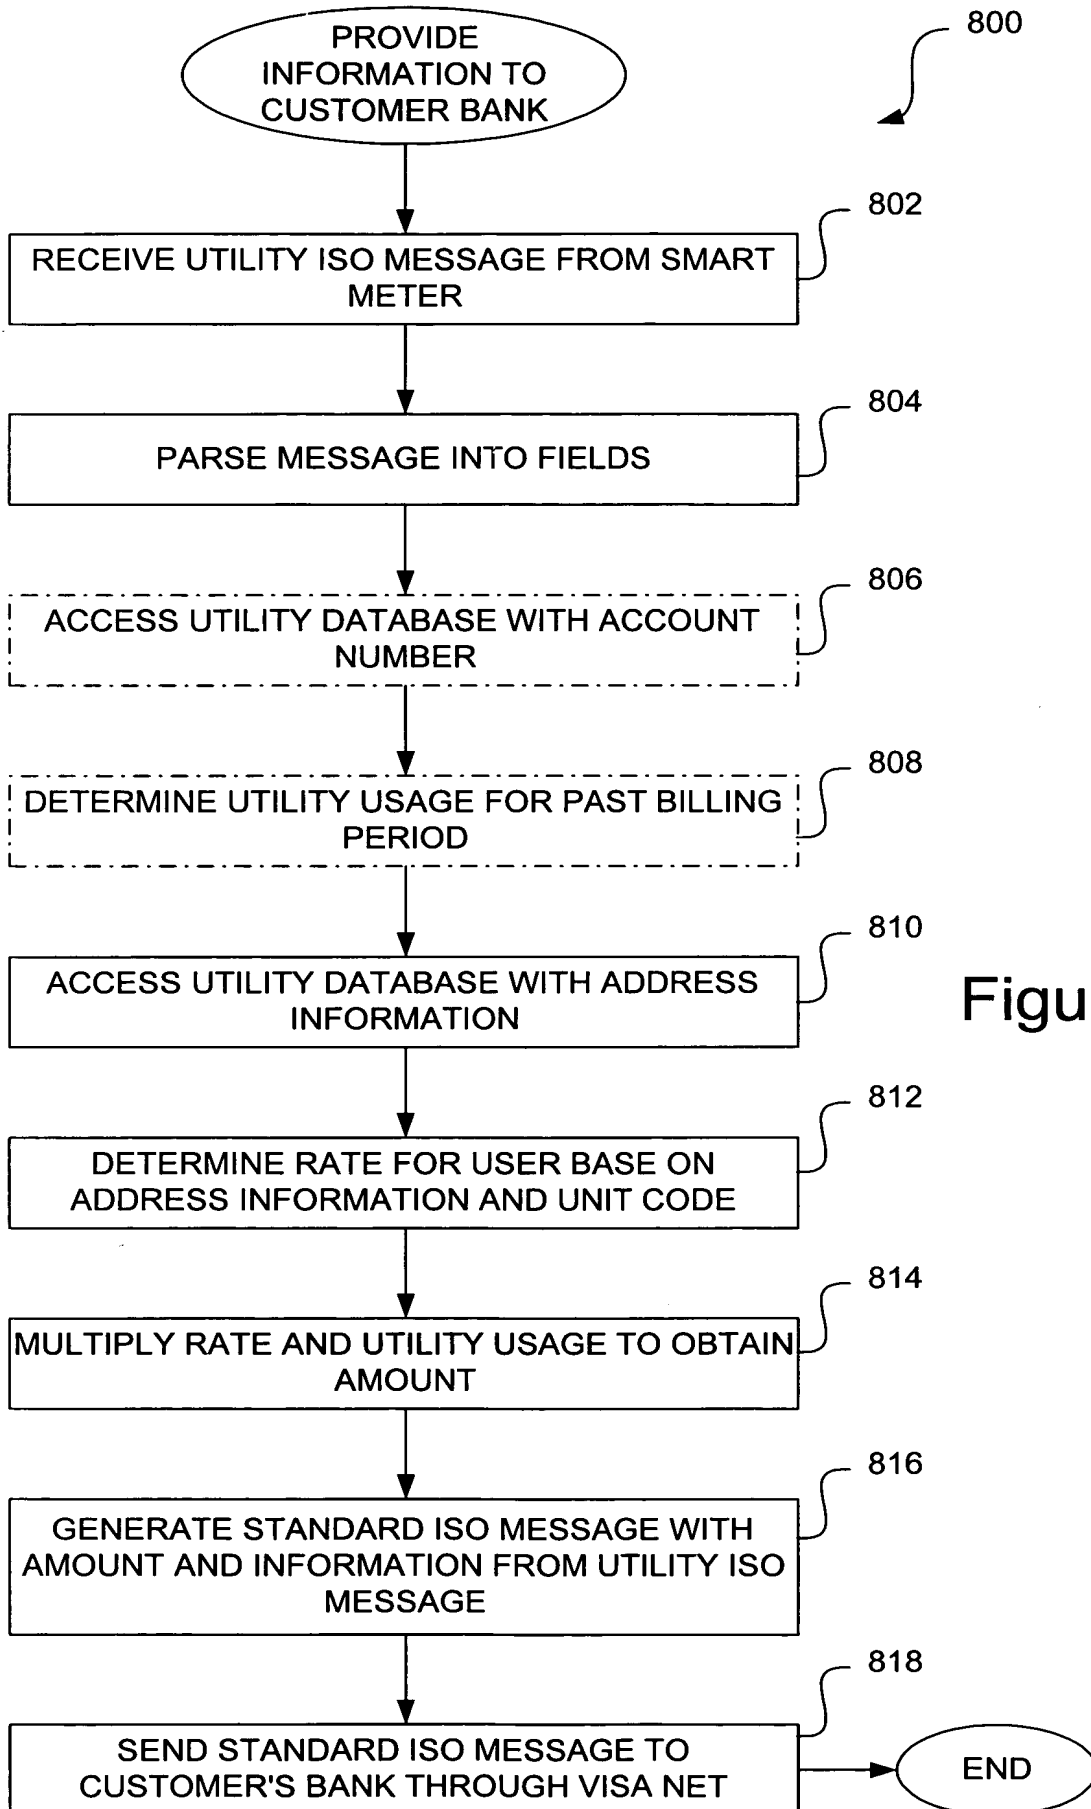 PROVIDE
INFORMATION TO
CUSTOMER BANK
800
802
RECEIVE UTILITY ISO MESSAGE FROM SMART
METER
804
PARSE MESSAGE INTO FIELDS
806
ACCESS UTILITY DATABASE WITH ACCOUNT
NUMBER
808
DETERMINE UTILITY USAGE FOR PAST BILLING
PERIOD
810
ACCESS UTILITY DATABASE WITH ADDRESS
INFORMATION
Figu
812
DETERMINE RATE FOR USER BASE ON
ADDRESS INFORMATION AND UNIT CODE
814
MULTIPLY RATE AND UTILITY USAGE TO OBTAIN
AMOUNT
816
GENERATE STANDARD ISO MESSAGE WITH
AMOUNT AND INFORMATION FROM UTILITY ISO
MESSAGE
818
SEND STANDARD ISO MESSAGE TO
CUSTOMER'S BANK THROUGH VISA NET
END